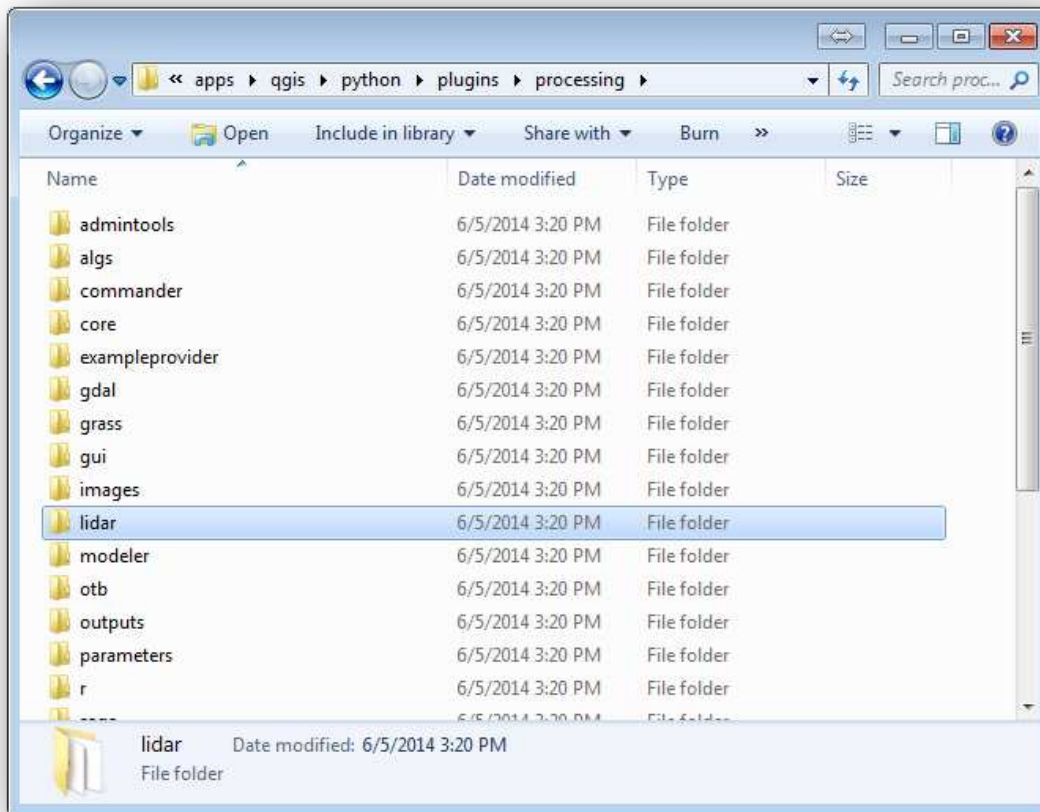 « apps ▸ qgis ▸ python ▸ plugins ▸ processing ▸ Search proc...
Organize Open Include in library Share with Burn »
Name Date modified Type Size
admintools 6/5/2014 3:20 PM File folder
algs 6/5/2014 3:20 PM File folder
commander 6/5/2014 3:20 PM File folder
core 6/5/2014 3:20 PM File folder
exampleprovider 6/5/2014 3:20 PM File folder
gdal 6/5/2014 3:20 PM File folder
grass 6/5/2014 3:20 PM File folder
gui 6/5/2014 3:20 PM File folder
images 6/5/2014 3:20 PM File folder
lidar 6/5/2014 3:20 PM File folder
modeler 6/5/2014 3:20 PM File folder
otb 6/5/2014 3:20 PM File folder
outputs 6/5/2014 3:20 PM File folder
parameters 6/5/2014 3:20 PM File folder
r 6/5/2014 3:20 PM File folder
6/5/2014 3:20 PM File folder
lidar Date modified: 6/5/2014 3:20 PM
File folder